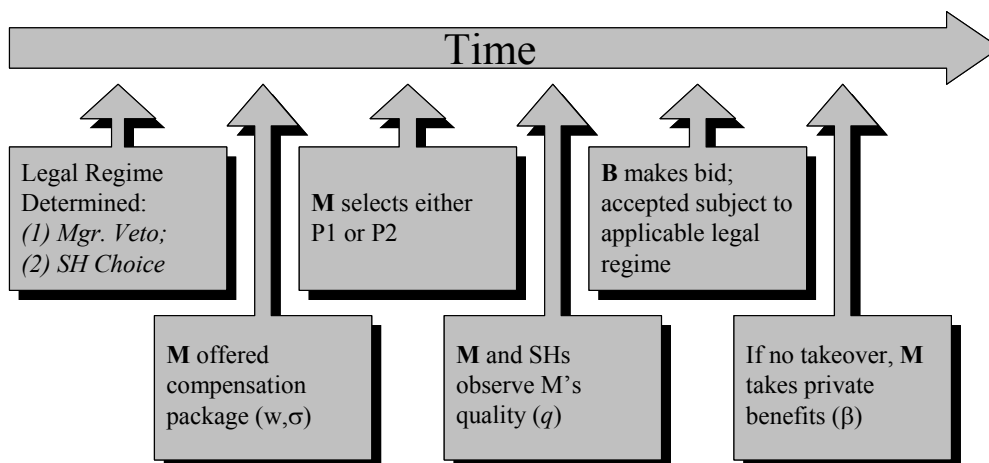 Time
Legal Regime
Determined:
(1) Mgr. Veto;
(2) SH Choice
M selects either
P1 or P2
B makes bid;
accepted subject to
applicable legal
regime
M offered
compensation
package (w,σ)
M and SHs
observe M’s
quality (q)
If no takeover, M
takes private
benefits (β)